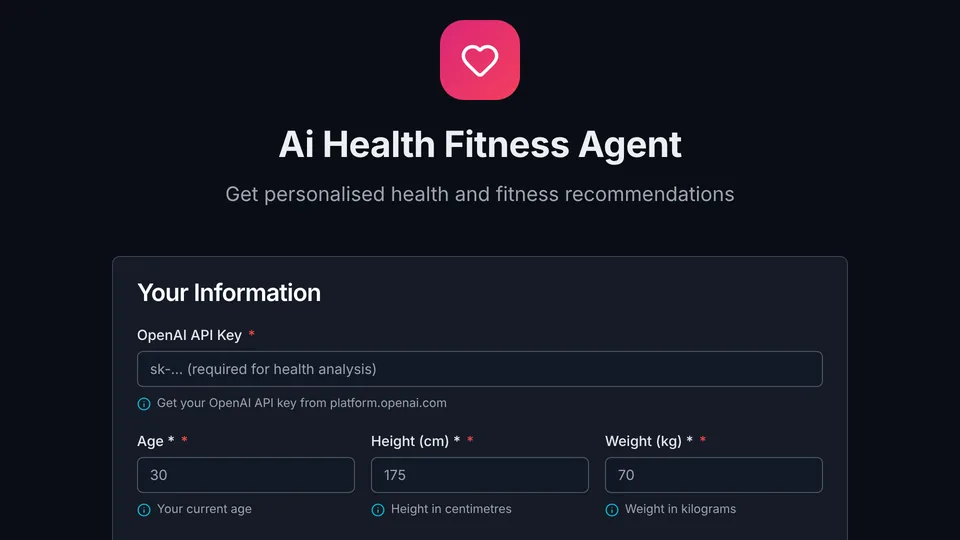 Ai Health Fitness Agent
Get personalised health and fitness recommendations
Your Information
OpenAI API Key *
sk-... (required for health analysis)
Get your OpenAI API key from platform.openai.com
Age * * Height (cm) * * Weight (kg) * *
30 175 70
Your current age Height in centimetres Weight in kilograms